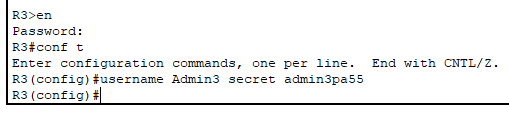 R3>en
Password:
R3#conf t
Enter configuration commands, one per line.  End with CNTL/Z.
R3(config)#username Admin3 secret admin3pa55
R3(config)#